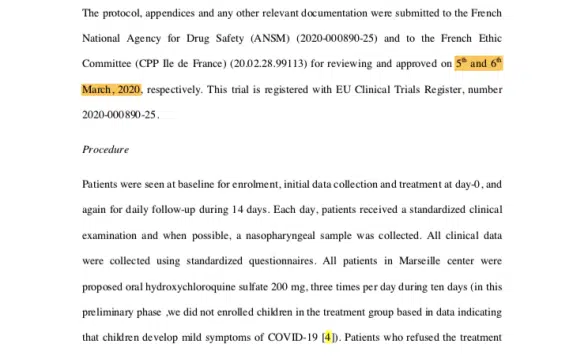 The protocol, appendices and any other relevant documentation were submitted to the French
National Agency for Drug Safety (ANSM) (2020-000890-25) and to the French Ethic
Committee (CPP Ile de France) (20.02.28.99113) for reviewing and approved on 5th and 6th
March, 2020, respectively. This trial is registered with EU Clinical Trials Register, number
2020-000890-25.
Procedure
Patients were seen at baseline for enrolment, initial data collection and treatment at day-0, and
again for daily follow-up during 14 days. Each day, patients received a standardized clinical
examination and when possible, a nasopharyngeal sample was collected. All clinical data
were collected using standardized questionnaires. All patients in Marseille center were
proposed oral hydroxychloroquine sulfate 200 mg, three times per day during ten days (in this
preliminary phase ,we did not enrolled children in the treatment group based in data indicating
that children develop mild symptoms of COVID-19 [4]). Patients who refused the treatment